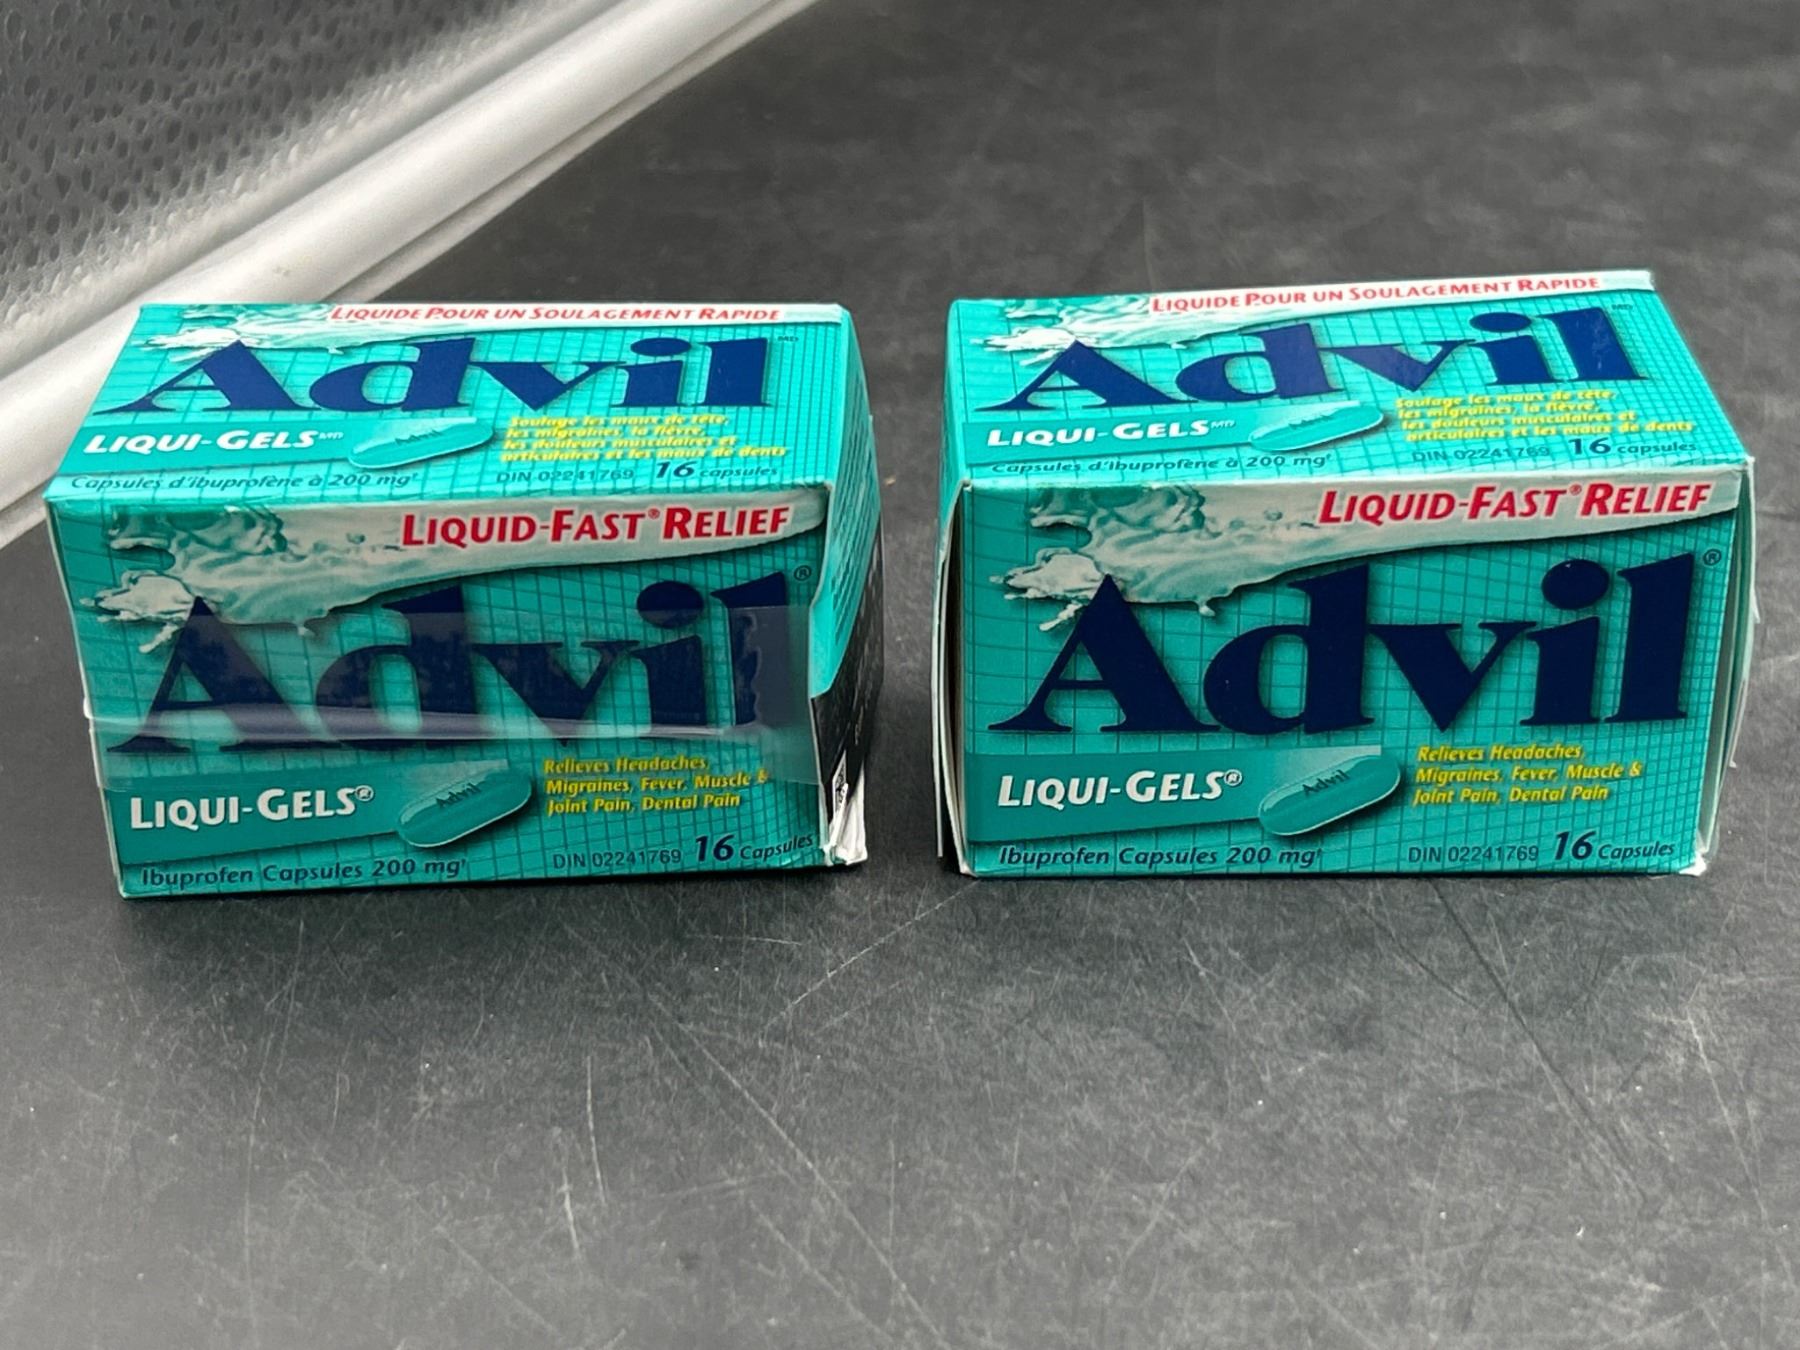 LIQUIDE POUR UN SOULAGEMENT RAPIDE
Advil MD
LIQUI-GELS MD
Soulage les maux de tête,
les migraines, la fièvre,
les douleurs musculaires et
articulaires et les maux de dents
Capsules d'ibuprofène à 200 mg†
DIN 02241769 16 capsules
LIQUID-FAST® RELIEF
Advil®
LIQUI-GELS®
Advil
Relieves Headaches,
Migraines, Fever, Muscle &
Joint Pain, Dental Pain
Ibuprofen Capsules 200 mg†
DIN 02241769 16 Capsules
LIQUIDE POUR UN SOULAGEMENT RAPIDE
Advil MD
LIQUI-GELS MD
Soulage les maux de tête,
les migraines, la fièvre,
les douleurs musculaires et
articulaires et les maux de dents
Capsules d'ibuprofène à 200 mg†
DIN 02241769 16 capsules
LIQUID-FAST® RELIEF
Advil®
LIQUI-GELS®
Advil
Relieves Headaches,
Migraines, Fever, Muscle &
Joint Pain, Dental Pain
Ibuprofen Capsules 200 mg†
DIN 02241769 16 Capsules